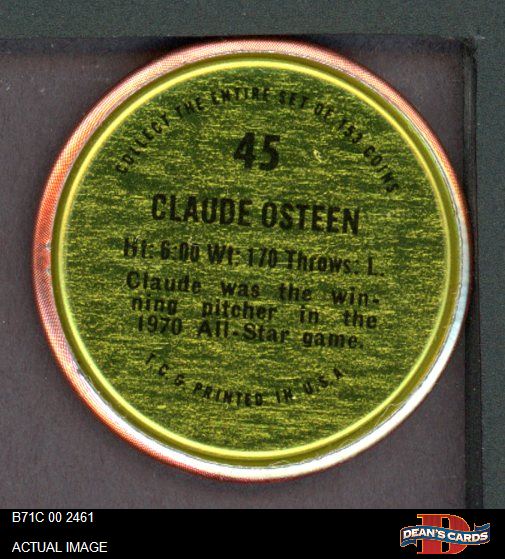 COLLECT THE ENTIRE SET OF 153 COINS
45
CLAUDE OSTEEN
Ht: 6.00 Wt: 170 Throws: L.
Claude was the win-
ning pitcher in the
1970 All-Star game.
T.C.G. PRINTED IN U.S.A.
B71C 00 2461
ACTUAL IMAGE
D
DEAN'S CARDS